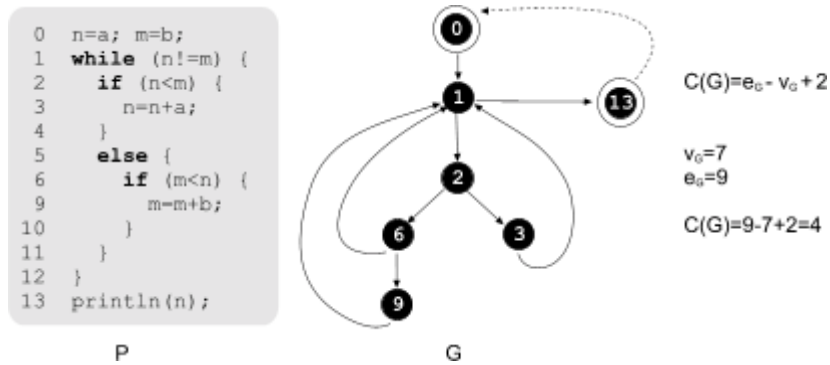 0 n=a; m=b;
1 while (n!=m) {
2 if (n<m) {
3 n=n+a;
4 }
5 else {
6 if (m<n) {
9 m=m+b;
10 }
11 }
12 }
13 println(n);
P
0
1
13
2
6
3
9
G
C(G)=eG - vG + 2
vG=7
eG=9
C(G)=9-7+2=4